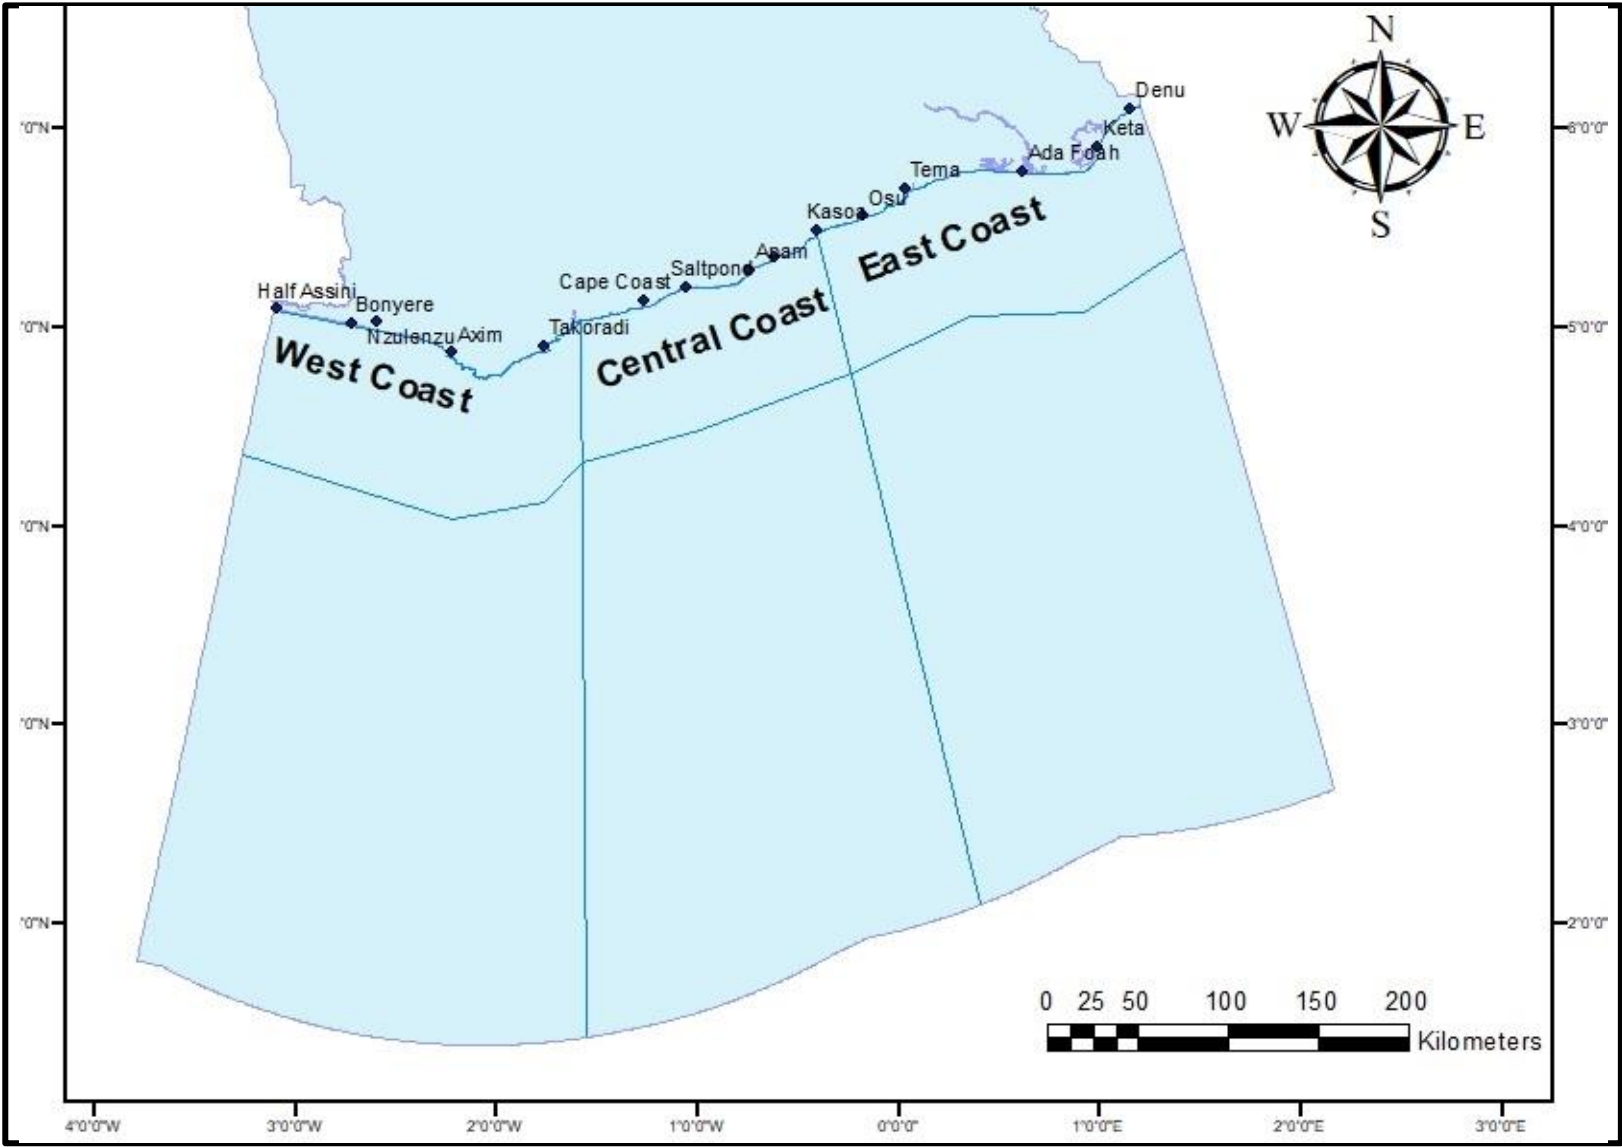 N
W
E
S
Denu
Keta
Ada Foah
Tema
Osu
Kasoa
East Coast
Apam
Saltpond
Cape Coast
Central Coast
Takoradi
Half Assini
Bonyere
Nzulenzu
Axim
West Coast
'0"N
'0"N
'0"N
'0"N
'0"N
6°0'0"
5°0'0"
4°0'0"
3°0'0"
2°0'0"
0 25 50 100 150 200
Kilometers
4°0'0"W 3°0'0"W 2°0'0"W 1°0'0"W 0°0'0" 1°0'0"E 2°0'0"E 3°0'0"E